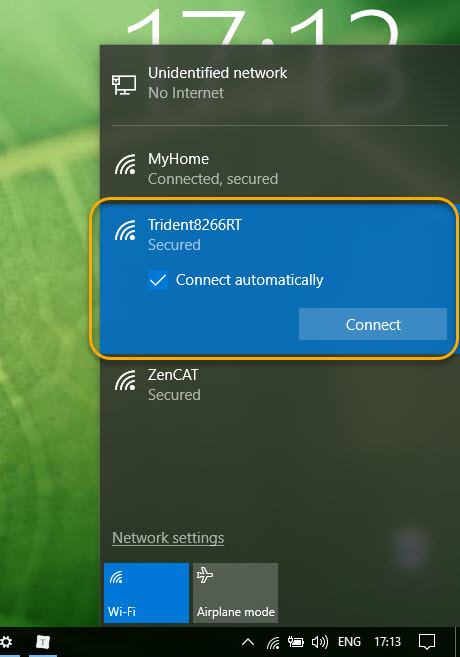 17:13
Unidentified network
No Internet
MyHome
Connected, secured
Trident8266RT
Secured
Connect automatically
Connect
ZenCAT
Secured
Network settings
Wi-Fi
Airplane mode
T
ENG
17:13